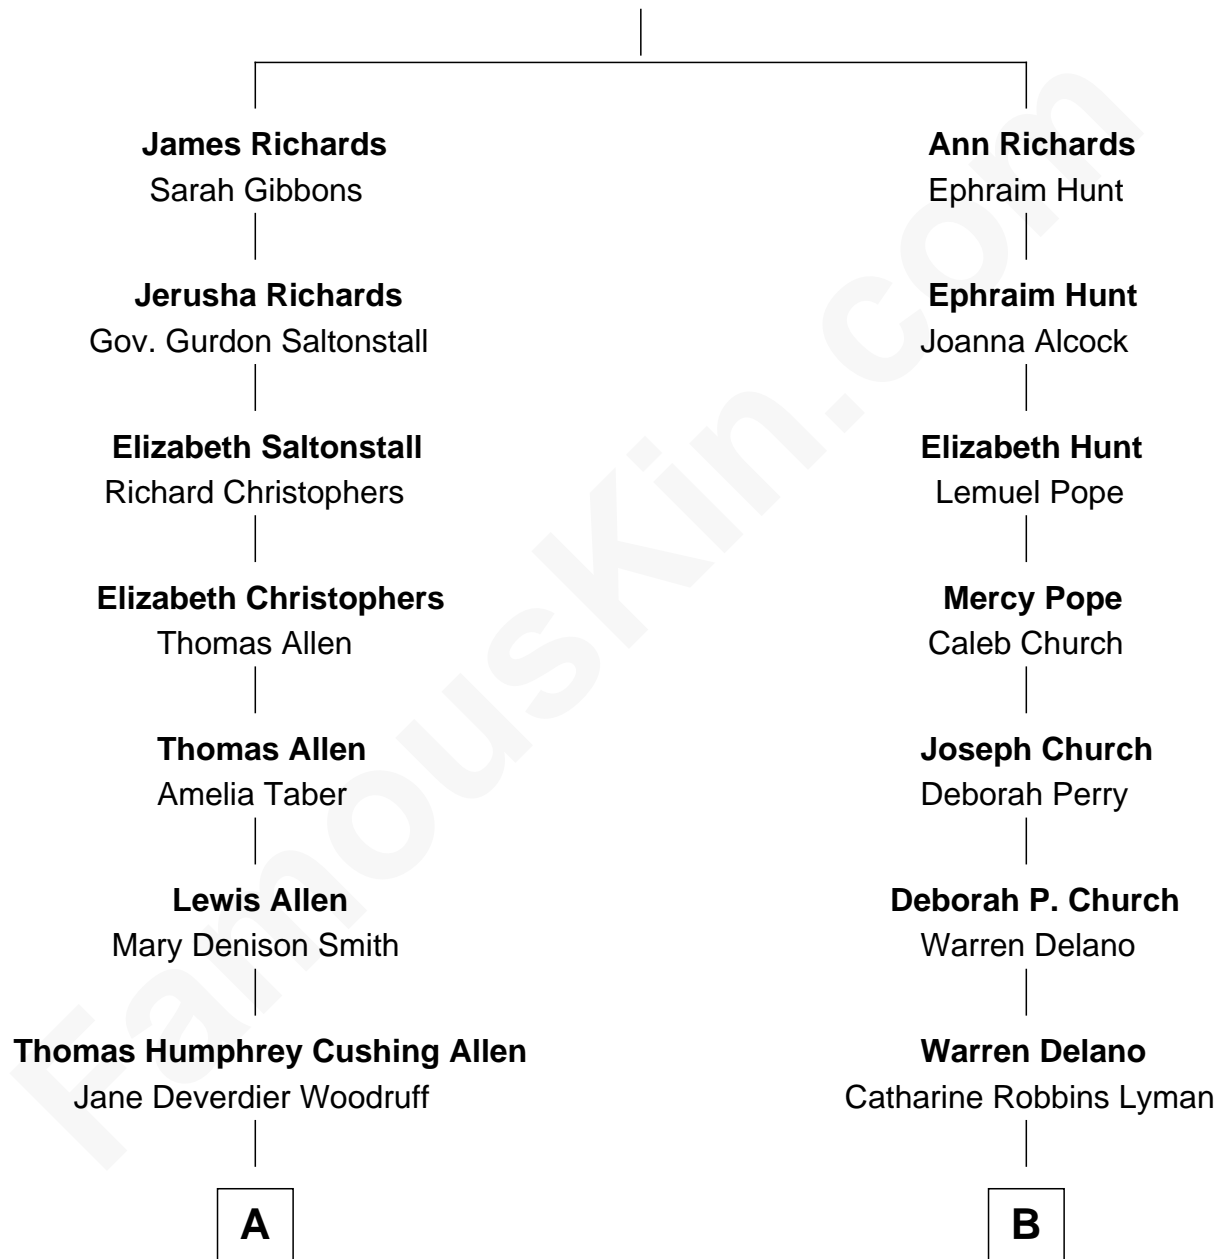 James Richards
Sarah Gibbons
Ann Richards
Ephraim Hunt
Jerusha Richards
Gov. Gurdon Saltonstall
Ephraim Hunt
Joanna Alcock
Elizabeth Saltonstall
Richard Christophers
Elizabeth Hunt
Lemuel Pope
Elizabeth Christophers
Thomas Allen
Mercy Pope
Caleb Church
Thomas Allen
Amelia Taber
Joseph Church
Deborah Perry
Lewis Allen
Mary Denison Smith
Deborah P. Church
Warren Delano
Thomas Humphrey Cushing Allen
Jane Deverdier Woodruff
Warren Delano
Catharine Robbins Lyman
A
B
FamousKin.com